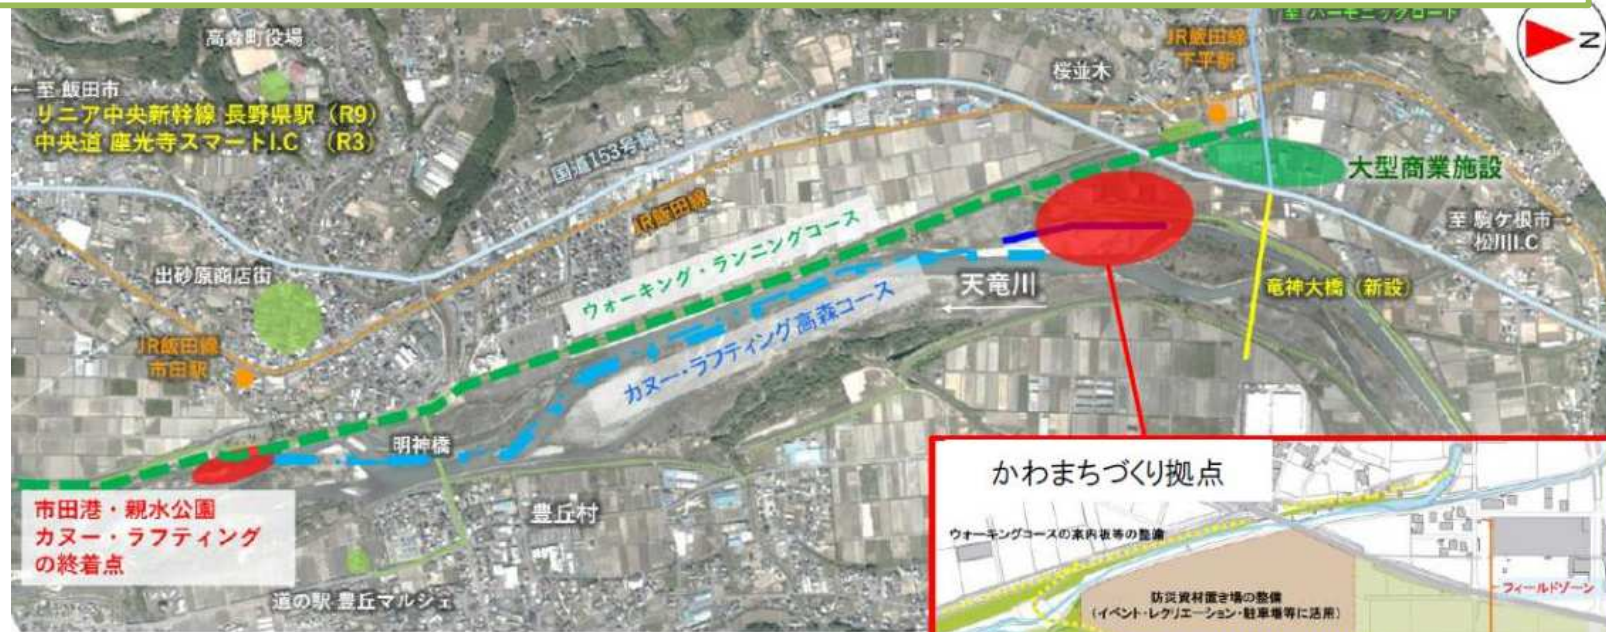 至 ハーモニックロード
高森町役場
JR飯田線
下平駅
N
桜並木
← 至 飯田市
リニア中央新幹線 長野県駅（R9）
中央道 座光寺スマートI.C （R3）
国道153号線
大型商業施設
JR飯田線
至 駒ケ根市→
松川I.C
ウォーキング・ランニングコース
出砂原商店街
天竜川
竜神大橋（新設）
カヌー・ラフティング高森コース
JR飯田線
市田駅
明神橋
かわまちづくり拠点
市田港・親水公園
カヌー・ラフティング
の終着点
豊丘村
ウォーキングコースの案内板等の整備
フィールドゾーン
道の駅 豊丘マルシェ
防災資材置き場の整備
（イベント・レクリエーション・駐車場等に活用）